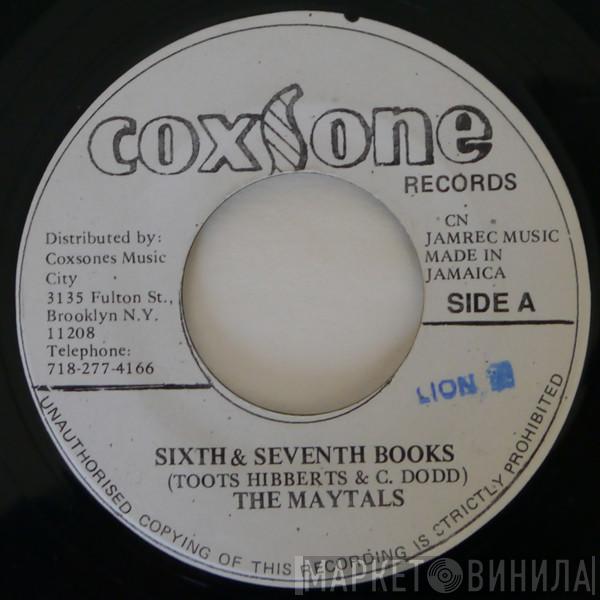 coxsone
RECORDS
Distributed by:
Coxsones Music
City
3135 Fulton St.,
Brooklyn N.Y.
11208
Telephone:
718-277-4166
CN
JAMREC MUSIC
MADE IN
JAMAICA
SIDE A
LION
SIXTH & SEVENTH BOOKS
(TOOTS HIBBERTS & C. DODD)
THE MAYTALS
UNAUTHORISED COPYING OF THIS RECORDING IS STRICTLY PROHIBITED
МАРКЕТ ВИНИЛА